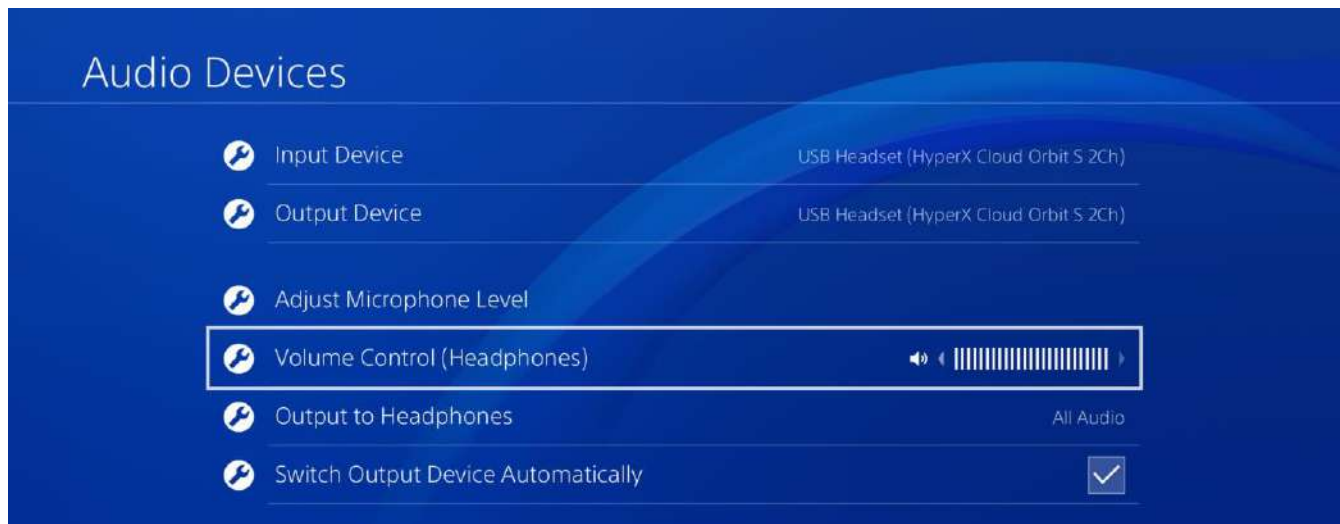 Audio Devices
Input Device USB Headset (HyperX Cloud Orbit S 2Ch)
Output Device USB Headset (HyperX Cloud Orbit S 2Ch)
Adjust Microphone Level
Volume Control (Headphones)
Output to Headphones All Audio
Switch Output Device Automatically